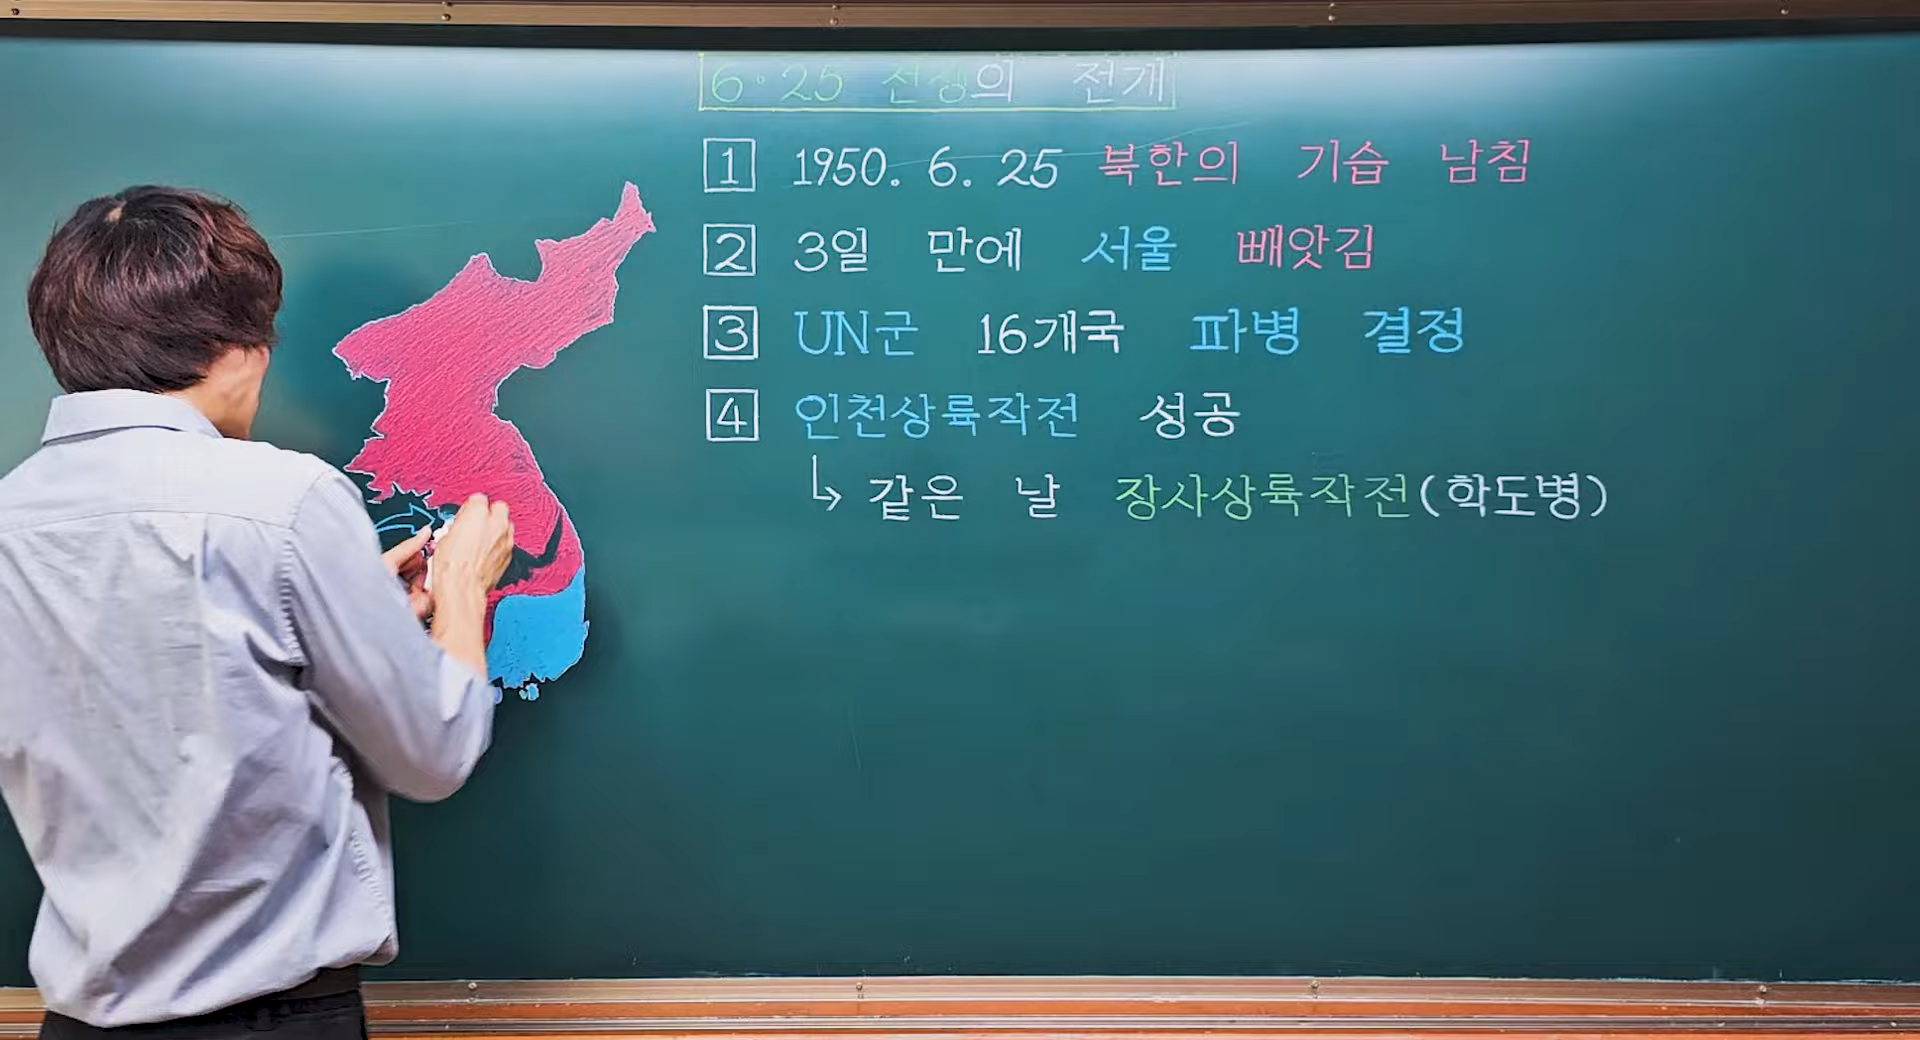 6·25 전쟁의 전개
1 1950. 6. 25 북한의 기습 남침
2 3일 만에 서울 빼앗김
3 UN군 16개국 파병 결정
4 인천상륙작전 성공
↳ 같은 날 장사상륙작전(학도병)